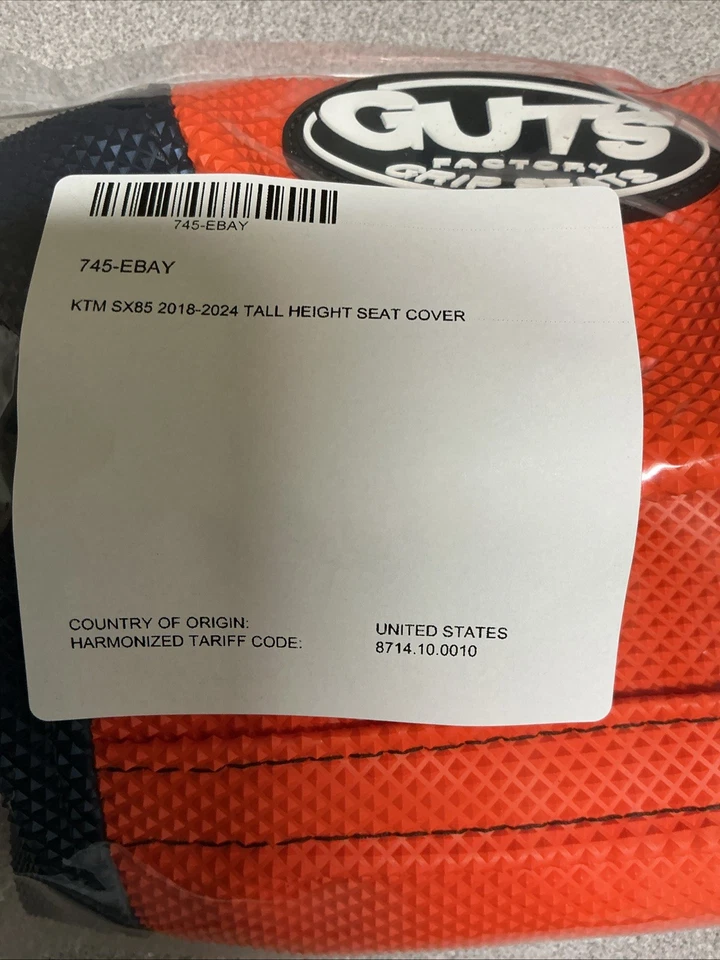 GUTS
FACTORY
GRIP
745-EBAY
745-EBAY
KTM SX85 2018-2024 TALL HEIGHT SEAT COVER
COUNTRY OF ORIGIN: UNITED STATES
HARMONIZED TARIFF CODE: 8714.10.0010